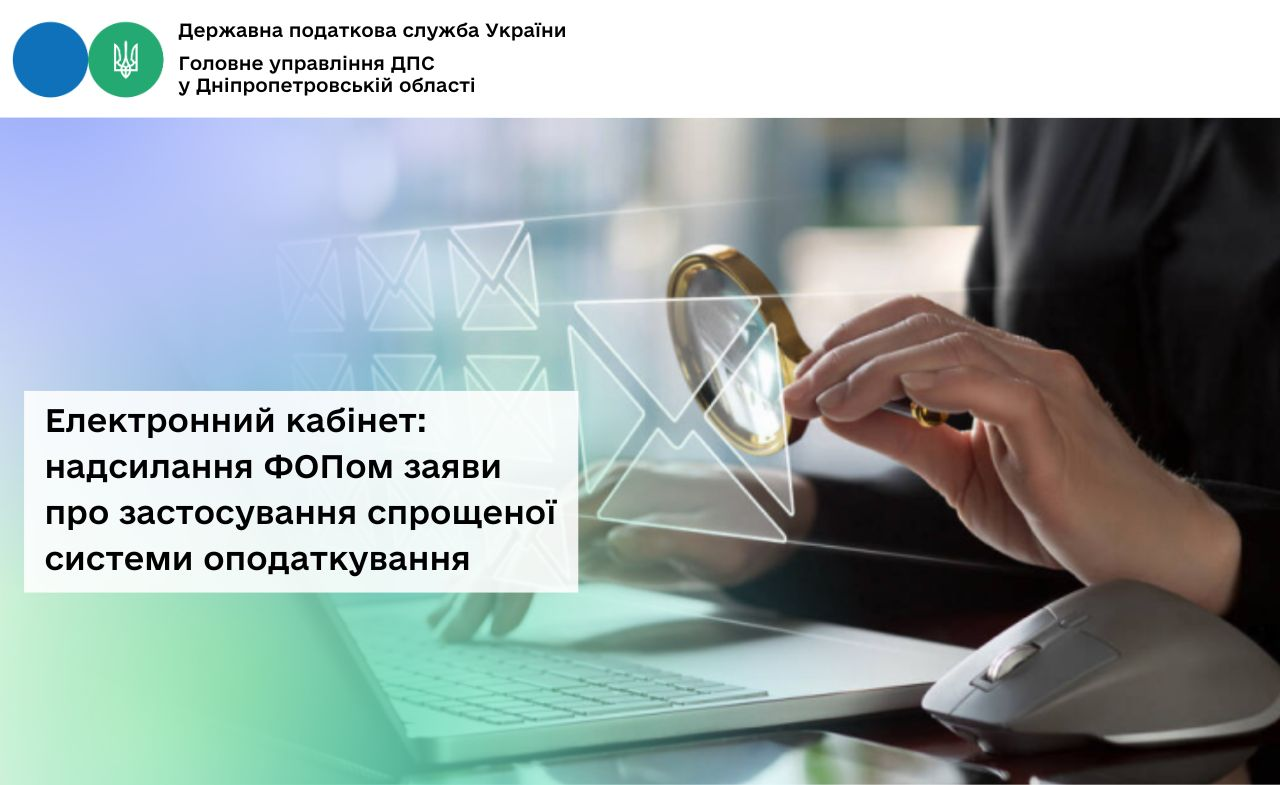 Державна податкова служба України
Головне управління ДПС
у Дніпропетровській області
Електронний кабінет:
надсилання ФОПом заяви
про застосування спрощеної
системи оподаткування